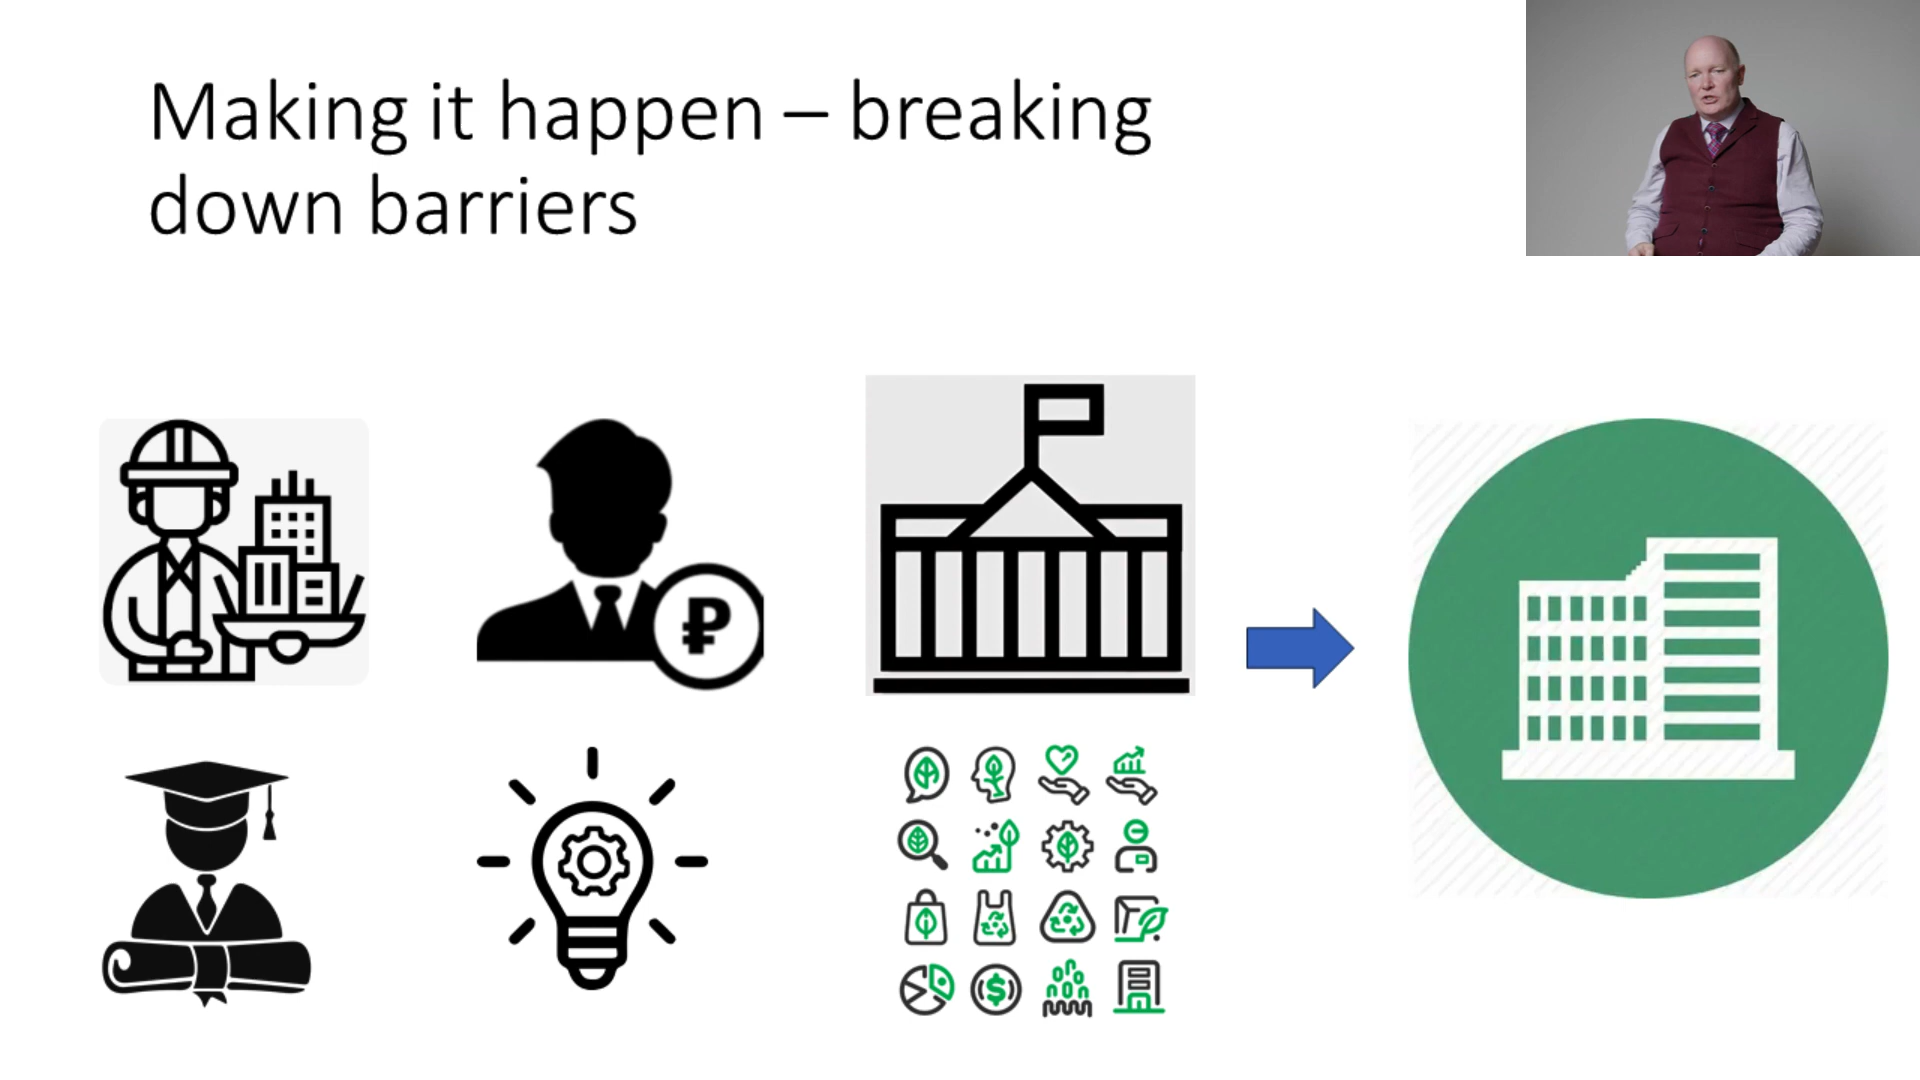 Making it happen – breaking
down barriers
₽
$